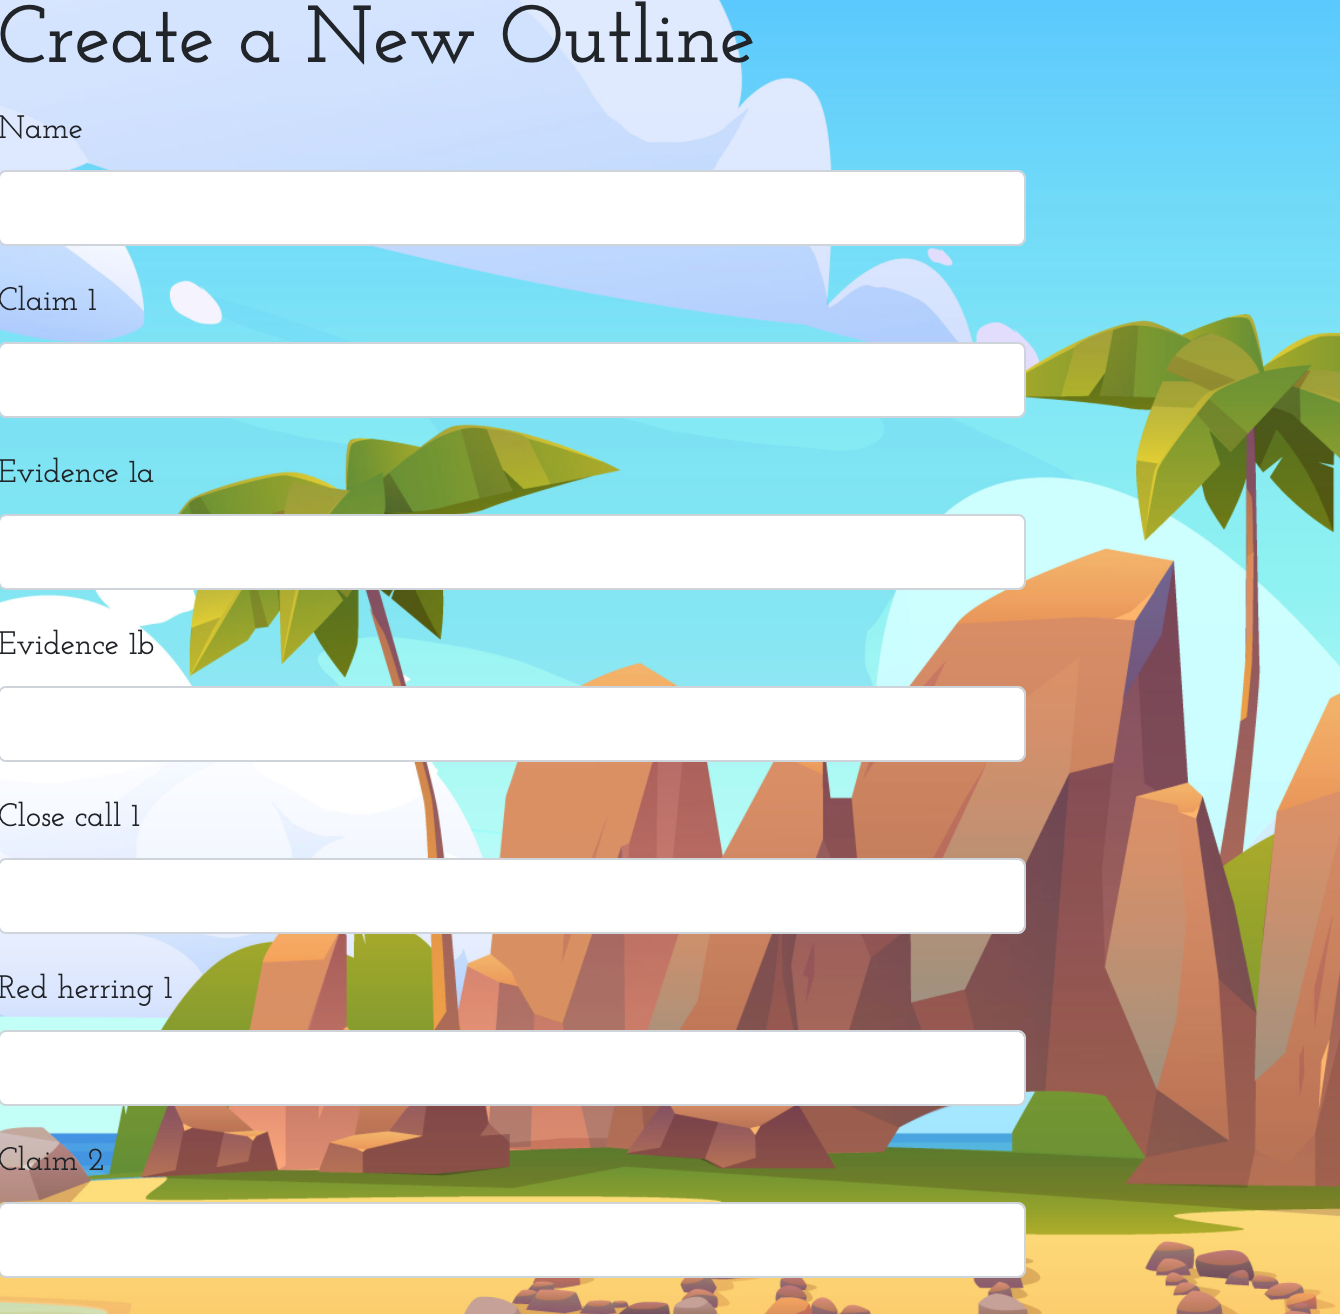 Create a New Outline
Name
Claim 1
Evidence 1a
Evidence 1b
Close call 1
Red herring 1
Claim 2